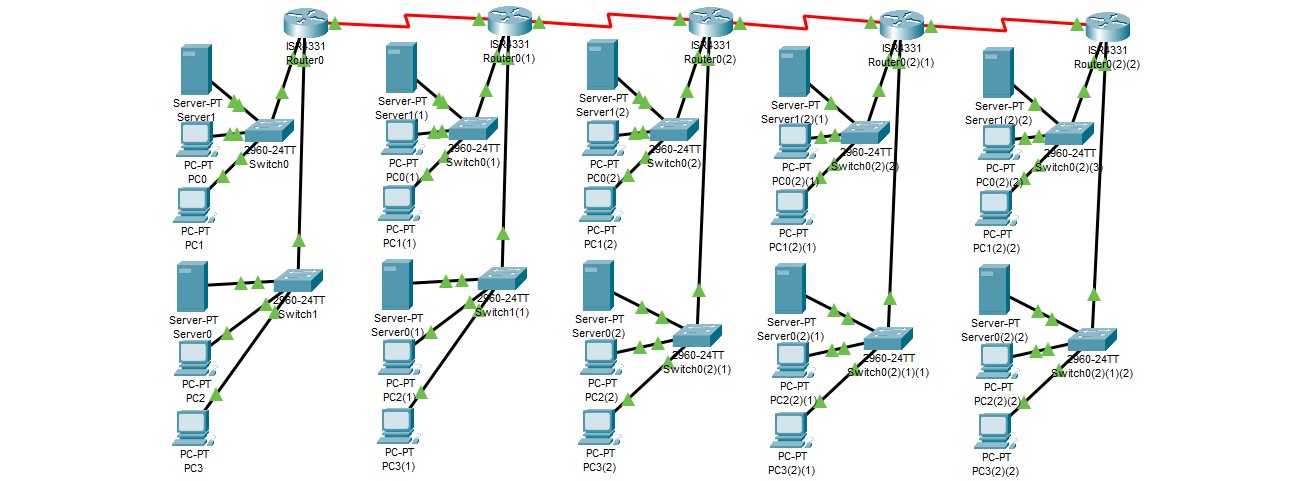 ISR4331
Router0
ISR4331
Router0(1)
ISR4331
Router0(2)
ISR4331
Router0(2)(1)
ISR4331
Router0(2)(2)
Server-PT
Server1
Server-PT
Server1(1)
Server-PT
Server1(2)
Server-PT
Server1(2)(1)
Server-PT
Server1(2)(2)
2960-24TT
Switch0
2960-24TT
Switch0(1)
2960-24TT
Switch0(2)
2960-24TT
Switch0(2)(2)
2960-24TT
Switch0(2)(3)
PC-PT
PC0
PC-PT
PC0(1)
PC-PT
PC0(2)
PC-PT
PC0(2)(1)
PC-PT
PC0(2)(2)
PC-PT
PC1
PC-PT
PC1(1)
PC-PT
PC1(2)
PC-PT
PC1(2)(1)
PC-PT
PC1(2)(2)
2960-24TT
Switch1
2960-24TT
Switch1(1)
Server-PT
Server0
Server-PT
Server0(1)
Server-PT
Server0(2)
Server-PT
Server0(2)(1)
Server-PT
Server0(2)(2)
2960-24TT
Switch0(2)(1)
2960-24TT
Switch0(2)(1)(1)
2960-24TT
Switch0(2)(1)(2)
PC-PT
PC2
PC-PT
PC2(1)
PC-PT
PC2(2)
PC-PT
PC2(2)(1)
PC-PT
PC2(2)(2)
PC-PT
PC3
PC-PT
PC3(1)
PC-PT
PC3(2)
PC-PT
PC3(2)(1)
PC-PT
PC3(2)(2)